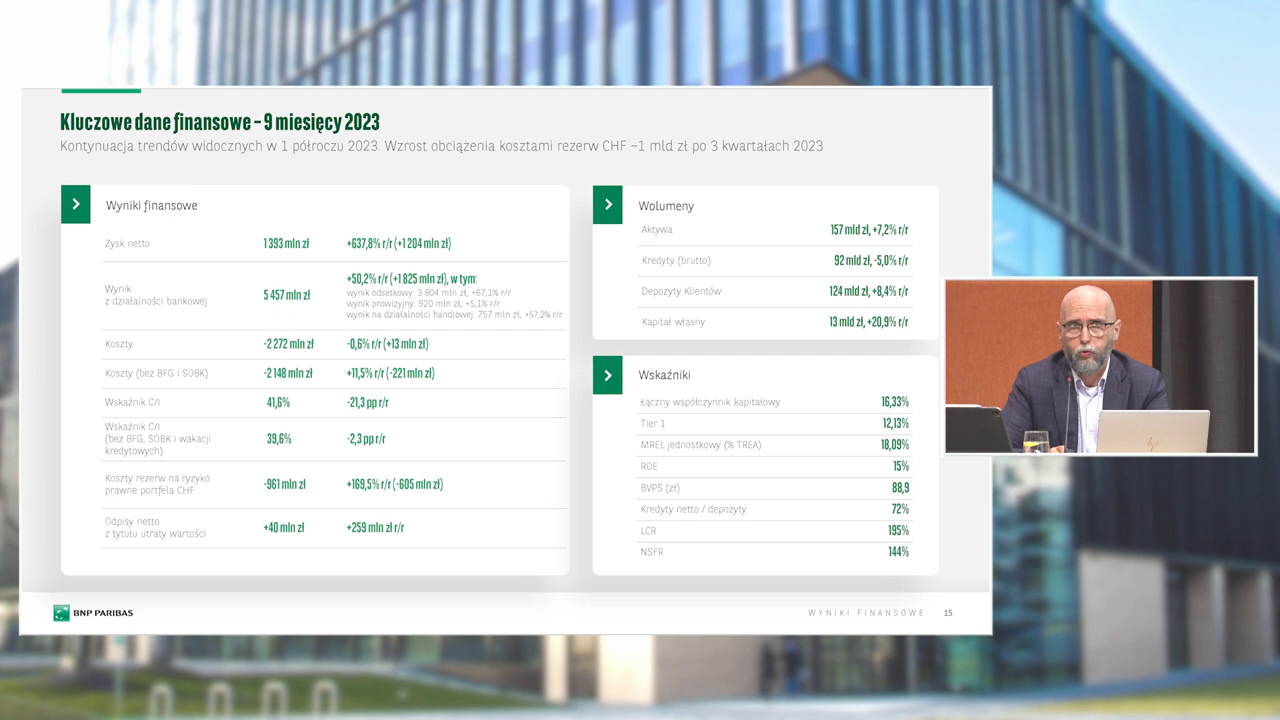 Kluczowe dane finansowe – 9 miesięcy 2023
Kontynuacja trendów widocznych w 1 półroczu 2023. Wzrost obciążenia kosztami rezerw CHF ~1 mld zł po 3 kwartałach 2023
Wyniki finansowe
Zysk netto 1 393 mln zł +637,8% r/r (+1 204 mln zł)
Wynik
z działalności bankowej
5 457 mln zł
+50,2% r/r (+1 825 mln zł), w tym:
wynik odsetkowy: 3 804 mln zł, +67,1% r/r
wynik prowizyjny: 920 mln zł, +5,1% r/r
wynik na działalności handlowej: 757 mln zł, +57,2% r/r
Koszty -2 272 mln zł -0,6% r/r (+13 mln zł)
Koszty (bez BFG i SOBK) -2 148 mln zł +11,5% r/r (-221 mln zł)
Wskaźnik C/I 41,6% -21,3 pp r/r
Wskaźnik C/I
(bez BFG, SOBK i wakacji
kredytowych)
39,6% -2,3 pp r/r
Koszty rezerw na ryzyko
prawne portfela CHF
-961 mln zł +169,5% r/r (-605 mln zł)
Odpisy netto
z tytułu utraty wartości
+40 mln zł +259 mln zł r/r
Wolumeny
Aktywa 157 mld zł, +7,2% r/r
Kredyty (brutto) 92 mld zł, -5,0% r/r
Depozyty Klientów 124 mld zł, +8,4% r/r
Kapitał własny 13 mld zł, +20,9% r/r
Wskaźniki
Łączny współczynnik kapitałowy 16,33%
Tier 1 12,13%
MREL jednostkowy (% TREA) 18,09%
ROE 15%
BVPS (zł) 88,9
Kredyty netto / depozyty 72%
LCR 195%
NSFR 144%
BNP PARIBAS
WYNIKI FINANSOWE 15